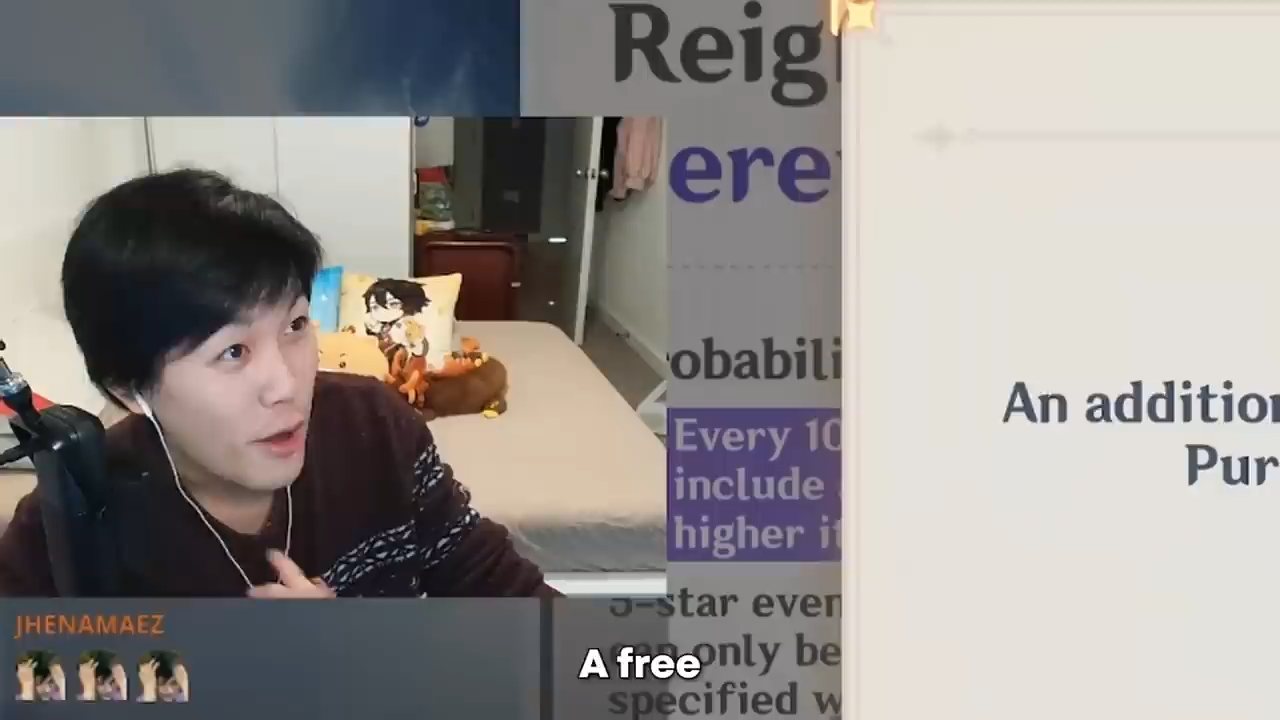 Reig
ere
obabili
Every 10
include
higher it
5-star even
can only be
specified w
An addition
Pur
JHENAMAEZ
A free